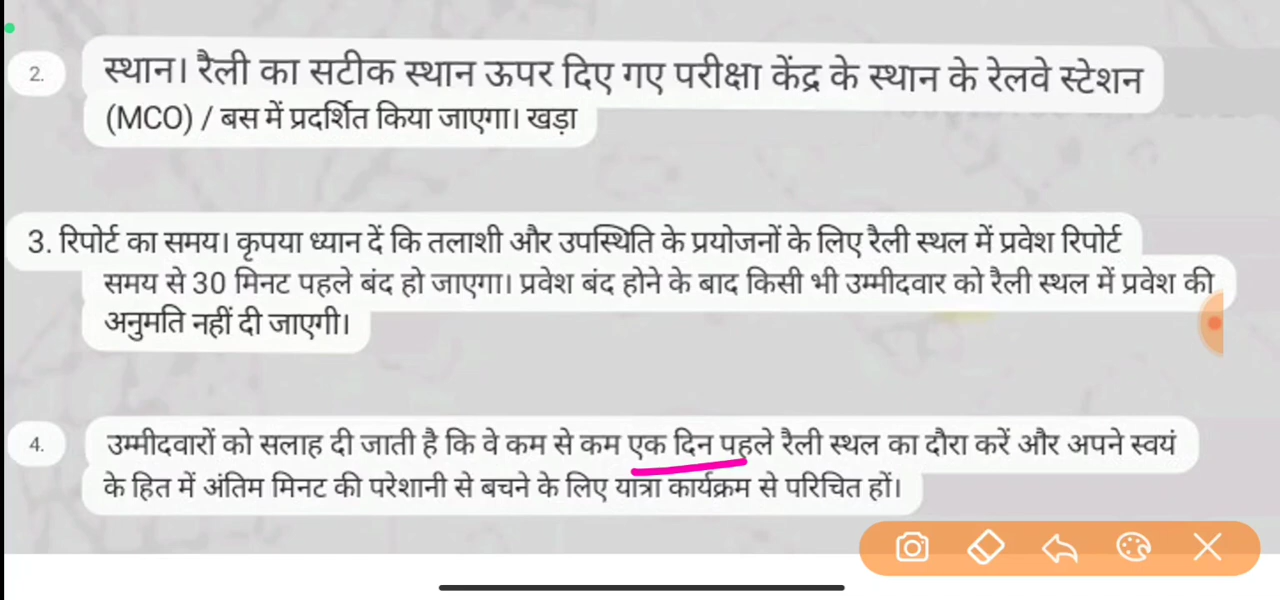 2. स्थान। रैली का सटीक स्थान ऊपर दिए गए परीक्षा केंद्र के स्थान के रेलवे स्टेशन
(MCO) / बस में प्रदर्शित किया जाएगा। खड़ा
3. रिपोर्ट का समय। कृपया ध्यान दें कि तलाशी और उपस्थिति के प्रयोजनों के लिए रैली स्थल में प्रवेश रिपोर्ट
समय से 30 मिनट पहले बंद हो जाएगा। प्रवेश बंद होने के बाद किसी भी उम्मीदवार को रैली स्थल में प्रवेश की
अनुमति नहीं दी जाएगी।
4. उम्मीदवारों को सलाह दी जाती है कि वे कम से कम एक दिन पहले रैली स्थल का दौरा करें और अपने स्वयं
के हित में अंतिम मिनट की परेशानी से बचने के लिए यात्रा कार्यक्रम से परिचित हों।